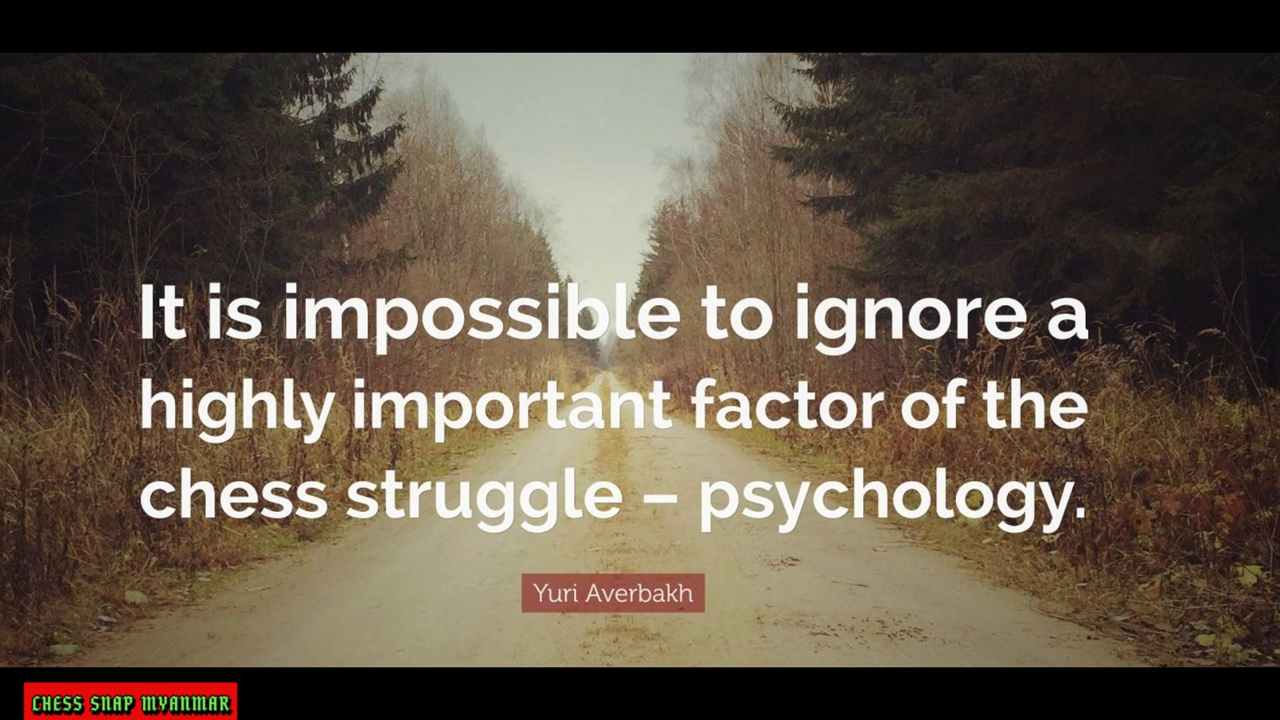 It is impossible to ignore a
highly important factor of the
chess struggle – psychology.
Yuri Averbakh
CHESS SNAP MYANMAR